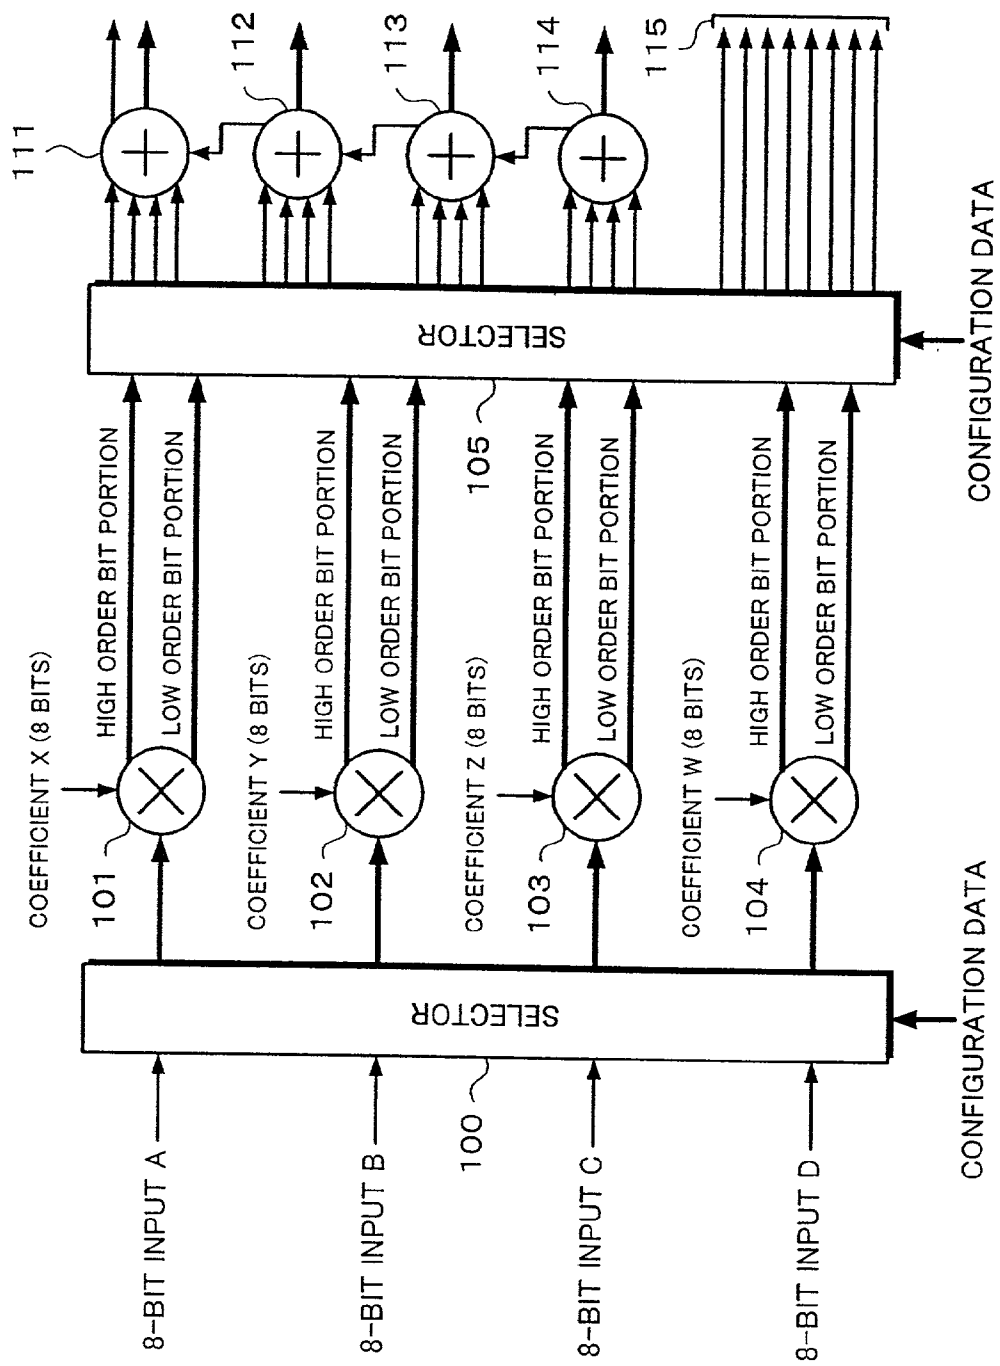 8-BIT INPUT A
8-BIT INPUT B
8-BIT INPUT C
8-BIT INPUT D
100
SELECTOR
CONFIGURATION DATA
COEFFICIENT X (8 BITS)
101
HIGH ORDER BIT PORTION
LOW ORDER BIT PORTION
COEFFICIENT Y (8 BITS)
102
HIGH ORDER BIT PORTION
LOW ORDER BIT PORTION
COEFFICIENT Z (8 BITS)
103
HIGH ORDER BIT PORTION
LOW ORDER BIT PORTION
COEFFICIENT W (8 BITS)
104
HIGH ORDER BIT PORTION
LOW ORDER BIT PORTION
105
SELECTOR
CONFIGURATION DATA
111
112
113
114
115